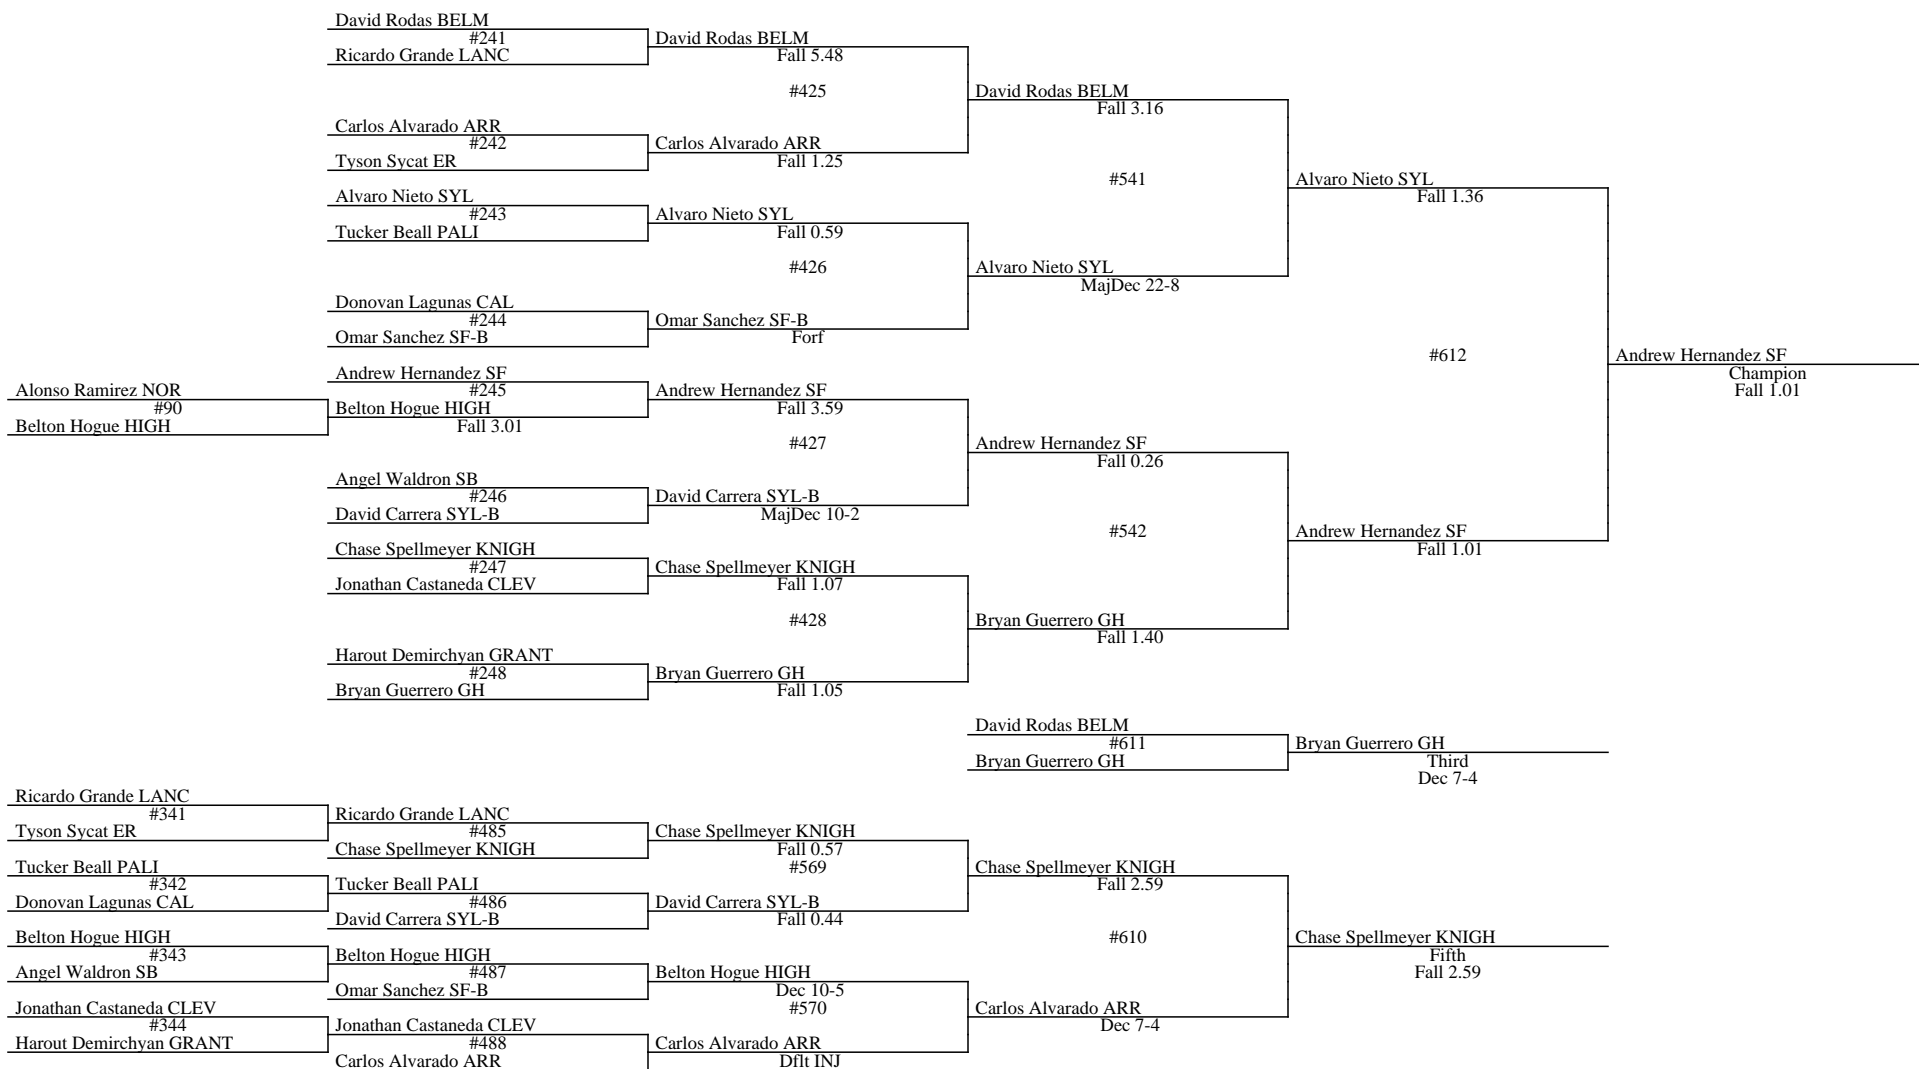 David Rodas BELM
#241
Ricardo Grande LANC
David Rodas BELM
Fall 5.48
#425
Carlos Alvarado ARR
#242
Tyson Sycat ER
Carlos Alvarado ARR
Fall 1.25
David Rodas BELM
Fall 3.16
#541
Alvaro Nieto SYL
#243
Tucker Beall PALI
Alvaro Nieto SYL
Fall 0.59
#426
Donovan Lagunas CAL
#244
Omar Sanchez SF-B
Omar Sanchez SF-B
Forf
Alvaro Nieto SYL
MajDec 22-8
Alvaro Nieto SYL
Fall 1.36
#612
Andrew Hernandez SF
Champion
Fall 1.01
Alonso Ramirez NOR
#90
Belton Hogue HIGH
Andrew Hernandez SF
#245
Belton Hogue HIGH
Fall 3.01
Andrew Hernandez SF
Fall 3.59
#427
Angel Waldron SB
#246
David Carrera SYL-B
David Carrera SYL-B
MajDec 10-2
Andrew Hernandez SF
Fall 0.26
#542
Andrew Hernandez SF
Fall 1.01
Chase Spellmeyer KNIGH
#247
Jonathan Castaneda CLEV
Chase Spellmeyer KNIGH
Fall 1.07
#428
Harout Demirchyan GRANT
#248
Bryan Guerrero GH
Bryan Guerrero GH
Fall 1.05
Bryan Guerrero GH
Fall 1.40
David Rodas BELM
#611
Bryan Guerrero GH
Bryan Guerrero GH
Third
Dec 7-4
Ricardo Grande LANC
#341
Tyson Sycat ER
Ricardo Grande LANC
#485
Chase Spellmeyer KNIGH
Chase Spellmeyer KNIGH
Fall 0.57
#569
Tucker Beall PALI
#342
Donovan Lagunas CAL
Tucker Beall PALI
#486
David Carrera SYL-B
David Carrera SYL-B
Fall 0.44
Chase Spellmeyer KNIGH
Fall 2.59
#610
Chase Spellmeyer KNIGH
Fifth
Fall 2.59
Belton Hogue HIGH
#343
Angel Waldron SB
Belton Hogue HIGH
#487
Omar Sanchez SF-B
Belton Hogue HIGH
Dec 10-5
#570
Jonathan Castaneda CLEV
#344
Harout Demirchyan GRANT
Jonathan Castaneda CLEV
#488
Carlos Alvarado ARR
Carlos Alvarado ARR
Dflt INJ
Carlos Alvarado ARR
Dec 7-4